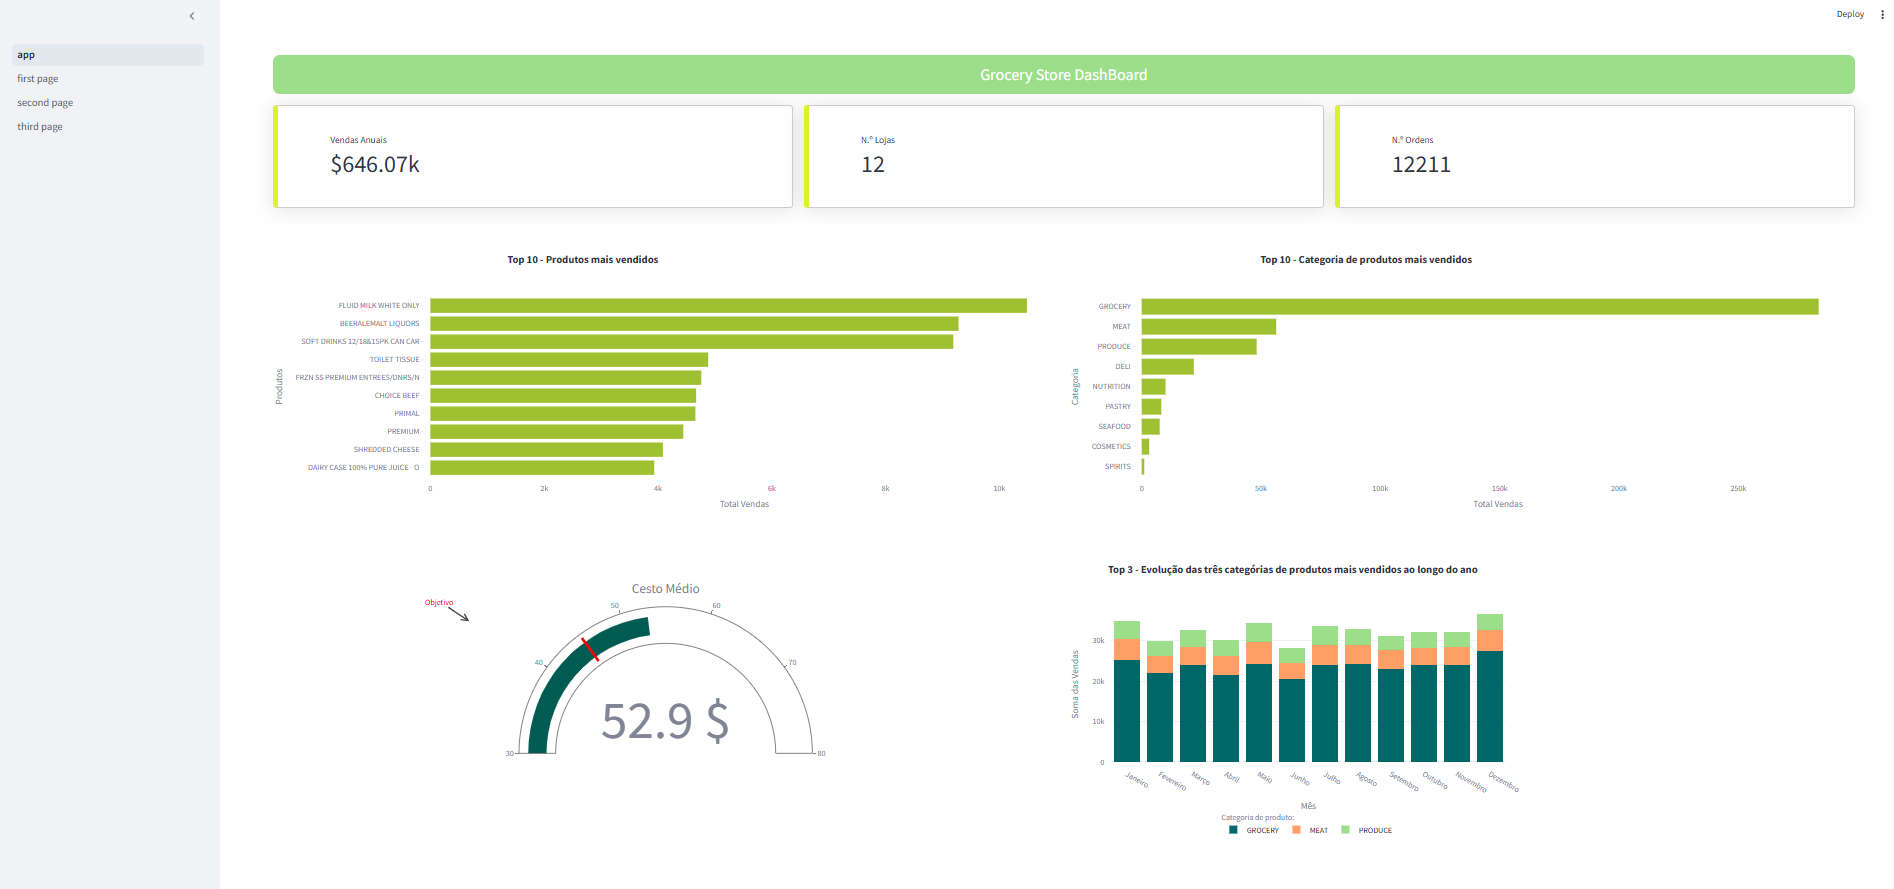 Deploy
app
first page
second page
third page
Grocery Store DashBoard
Vendas Anuais
$646.07k
N.º Lojas
12
N.º Ordens
12211
Top 10 - Produtos mais vendidos
Produtos
FLUID MILK WHITE ONLY
BEERALEMALT LIQUORS
SOFT DRINKS 12/18&15PK CAN CAR
TOILET TISSUE
FRZN SS PREMIUM ENTREES/DNRS/N
CHOICE BEEF
PRIMAL
PREMIUM
SHREDDED CHEESE
DAIRY CASE 100% PURE JUICE - O
0 2k 4k 6k 8k 10k
Total Vendas
Top 10 - Categoria de produtos mais vendidos
Categoria
GROCERY
MEAT
PRODUCE
DELI
NUTRITION
PASTRY
SEAFOOD
COSMETICS
SPIRITS
0 50k 100k 150k 200k 250k
Total Vendas
Cesto Médio
Objetivo
30 40 50 60 70 80
52.9 $
Top 3 - Evolução das três categórias de produtos mais vendidos ao longo do ano
Soma das Vendas
30k
20k
10k
0
Janeiro Fevereiro Março Abril Maio Junho Julho Agosto Setembro Outubro Novembro Dezembro
Mês
Categoria de produto:
GROCERY MEAT PRODUCE